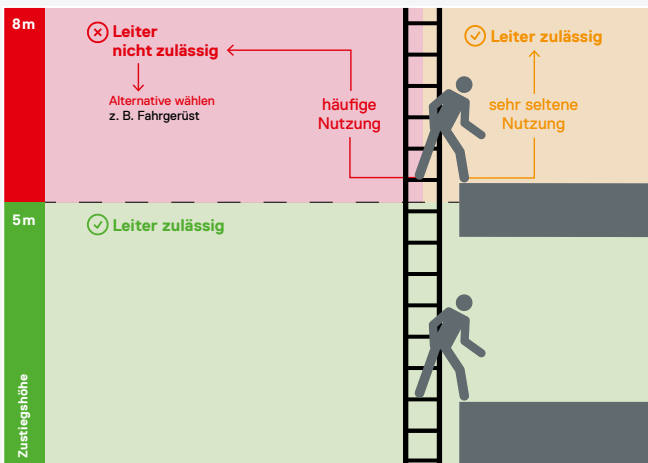 8 m
Leiter
nicht zulässig
Alternative wählen
z. B. Fahrgerüst
häufige
Nutzung
Leiter zulässig
sehr seltene
Nutzung
5 m
Leiter zulässig
Zustiegshöhe